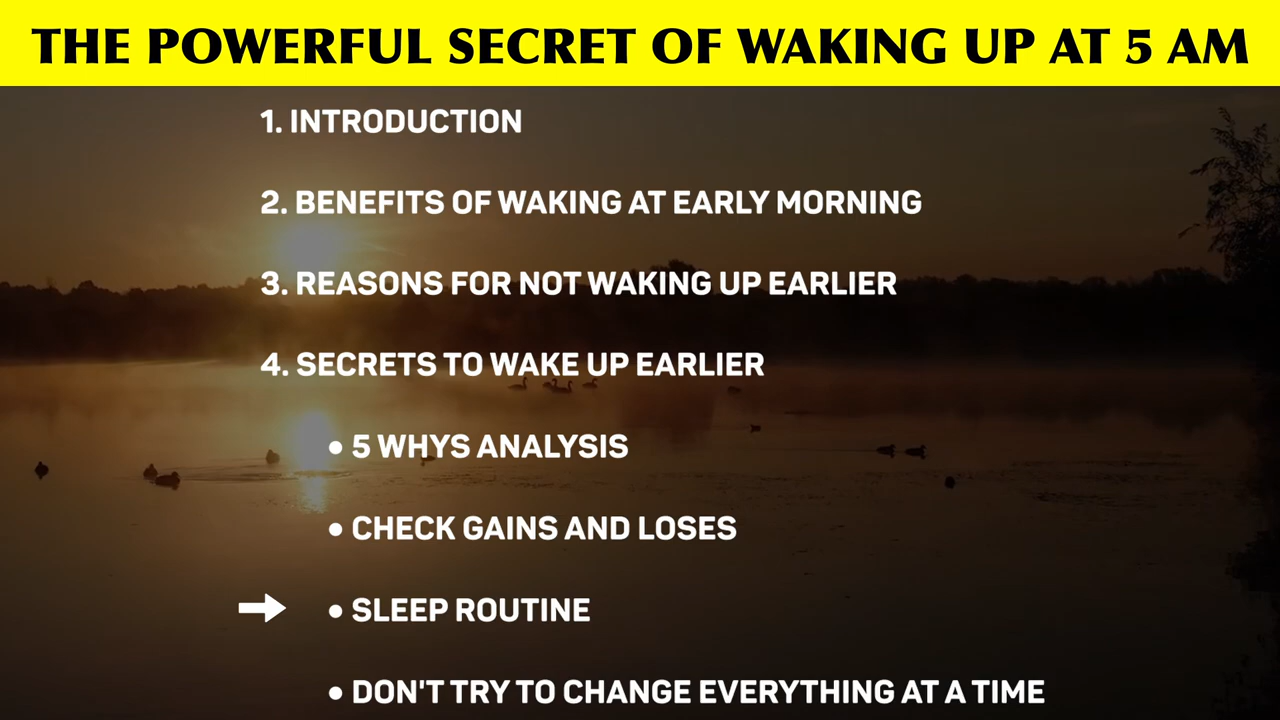 THE POWERFUL SECRET OF WAKING UP AT 5 AM
1. INTRODUCTION
2. BENEFITS OF WAKING AT EARLY MORNING
3. REASONS FOR NOT WAKING UP EARLIER
4. SECRETS TO WAKE UP EARLIER
• 5 WHYS ANALYSIS
• CHECK GAINS AND LOSES
• SLEEP ROUTINE
• DON'T TRY TO CHANGE EVERYTHING AT A TIME